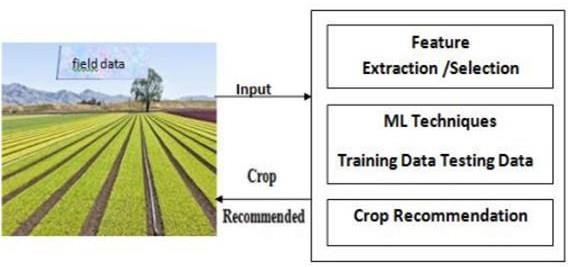 field data
Input
Crop
Recommended
Feature
Extraction /Selection
ML Techniques
Training Data Testing Data
Crop Recommendation